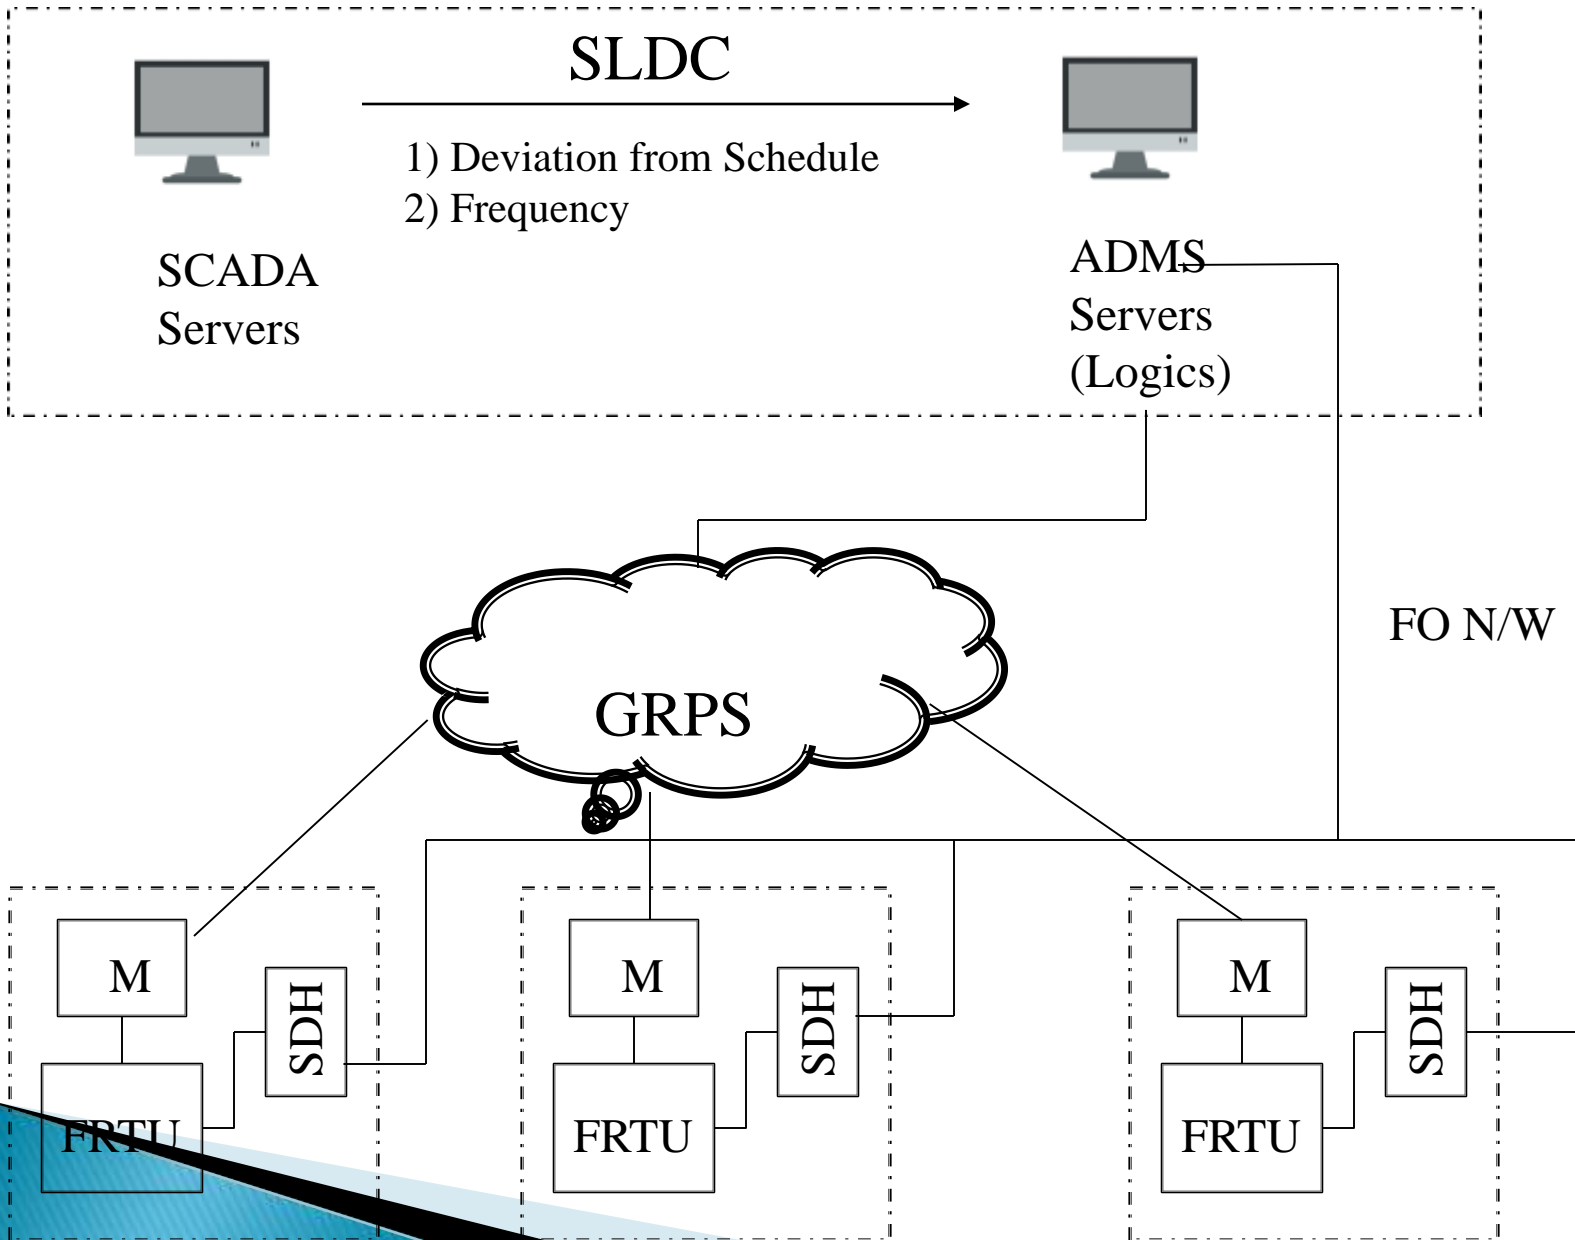 SLDC
1) Deviation from Schedule
2) Frequency
SCADA
Servers
ADMS
Servers
(Logics)
FO N/W
GRPS
M
SDH
FRTU
M
SDH
FRTU
M
SDH
FRTU